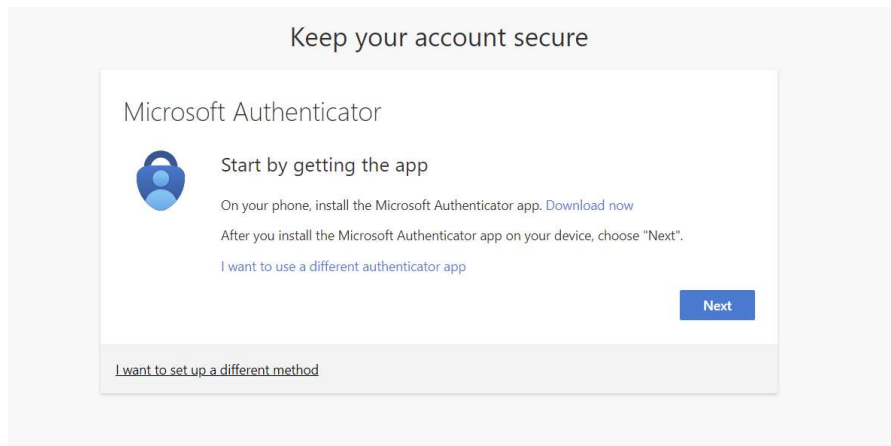 Keep your account secure
Microsoft Authenticator
Start by getting the app
On your phone, install the Microsoft Authenticator app. Download now
After you install the Microsoft Authenticator app on your device, choose "Next".
I want to use a different authenticator app
Next
I want to set up a different method